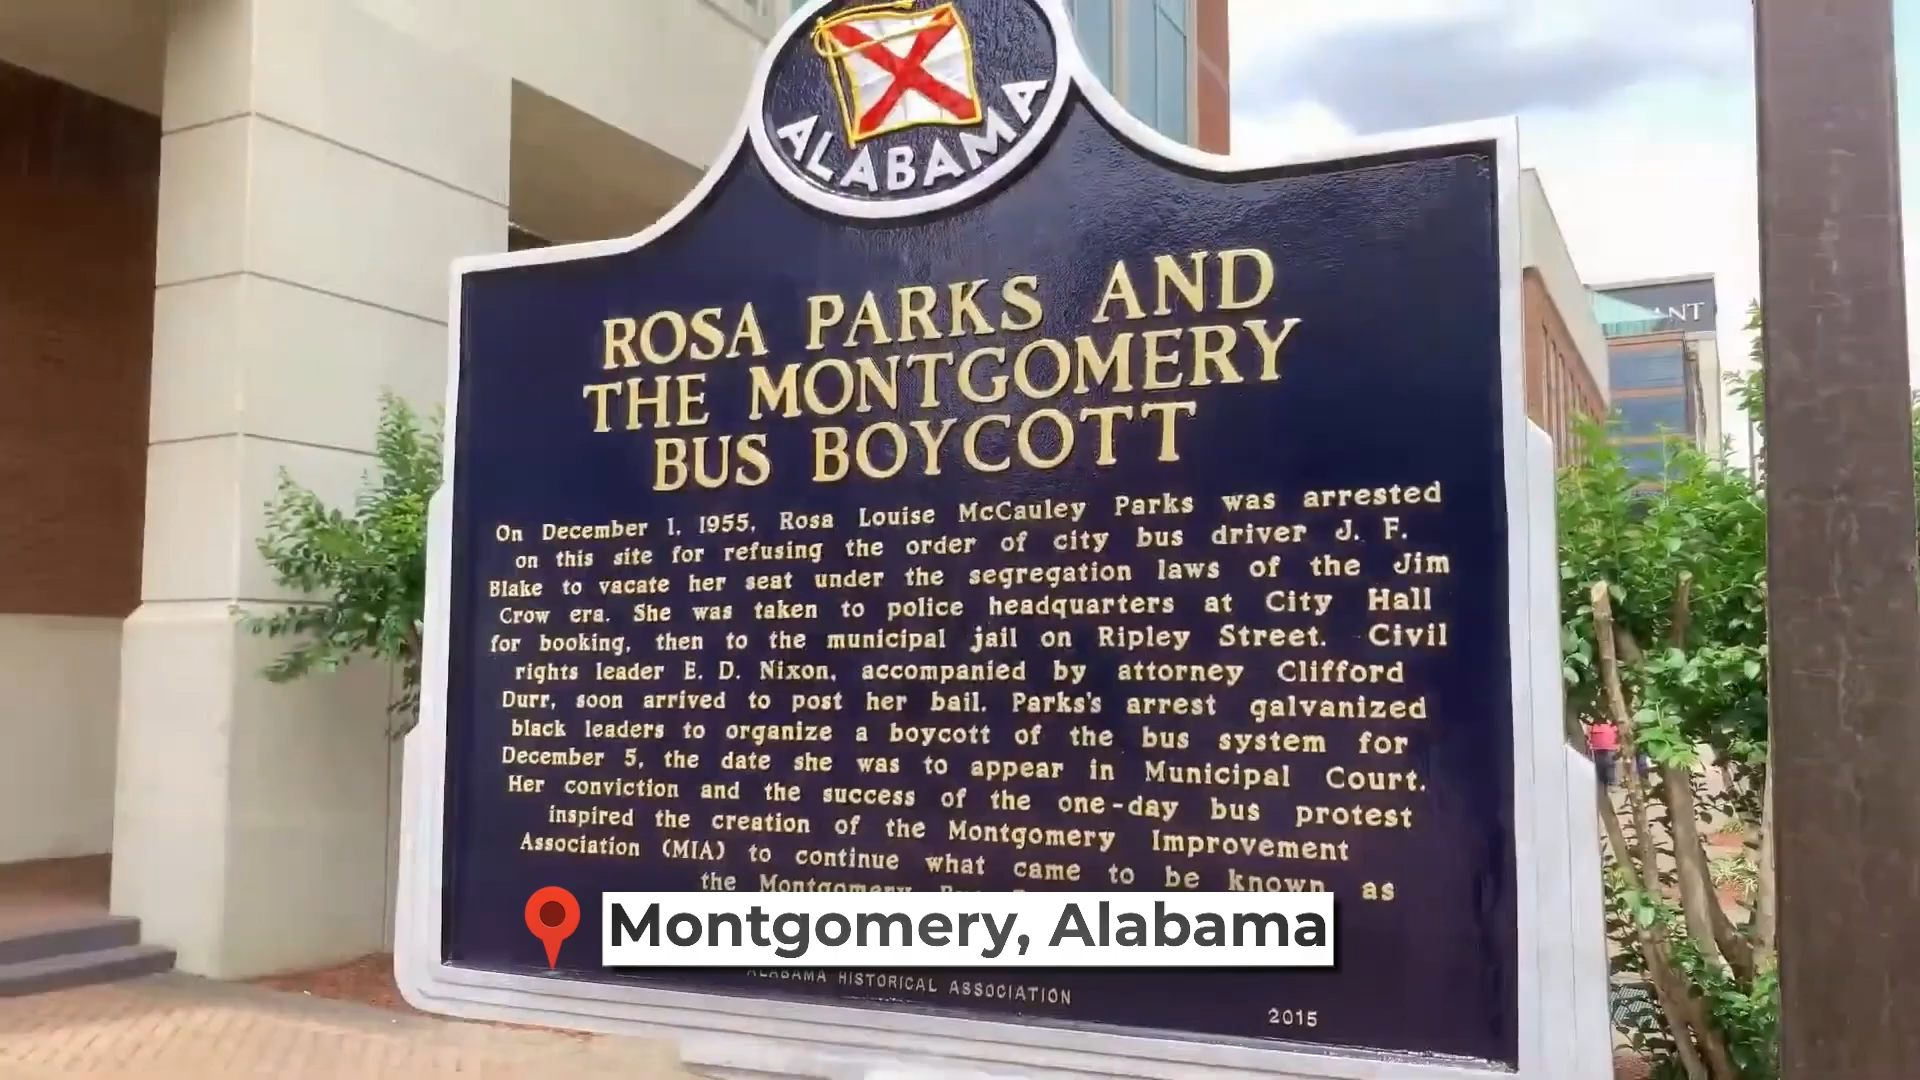 ALABAMA
ANT
ROSA PARKS AND
THE MONTGOMERY
BUS BOYCOTT
On December 1, 1955, Rosa Louise McCauley Parks was arrested
on this site for refusing the order of city bus driver J. F.
Blake to vacate her seat under the segregation laws of the Jim
Crow era. She was taken to police headquarters at City Hall
for booking, then to the municipal jail on Ripley Street. Civil
rights leader E. D. Nixon, accompanied by attorney Clifford
Durr, soon arrived to post her bail. Parks's arrest galvanized
black leaders to organize a boycott of the bus system for
December 5, the date she was to appear in Municipal Court.
Her conviction and the success of the one-day bus protest
inspired the creation of the Montgomery Improvement
Association (MIA) to continue what came to be known as
the Montgomery
Montgomery, Alabama
ALABAMA HISTORICAL ASSOCIATION
2015